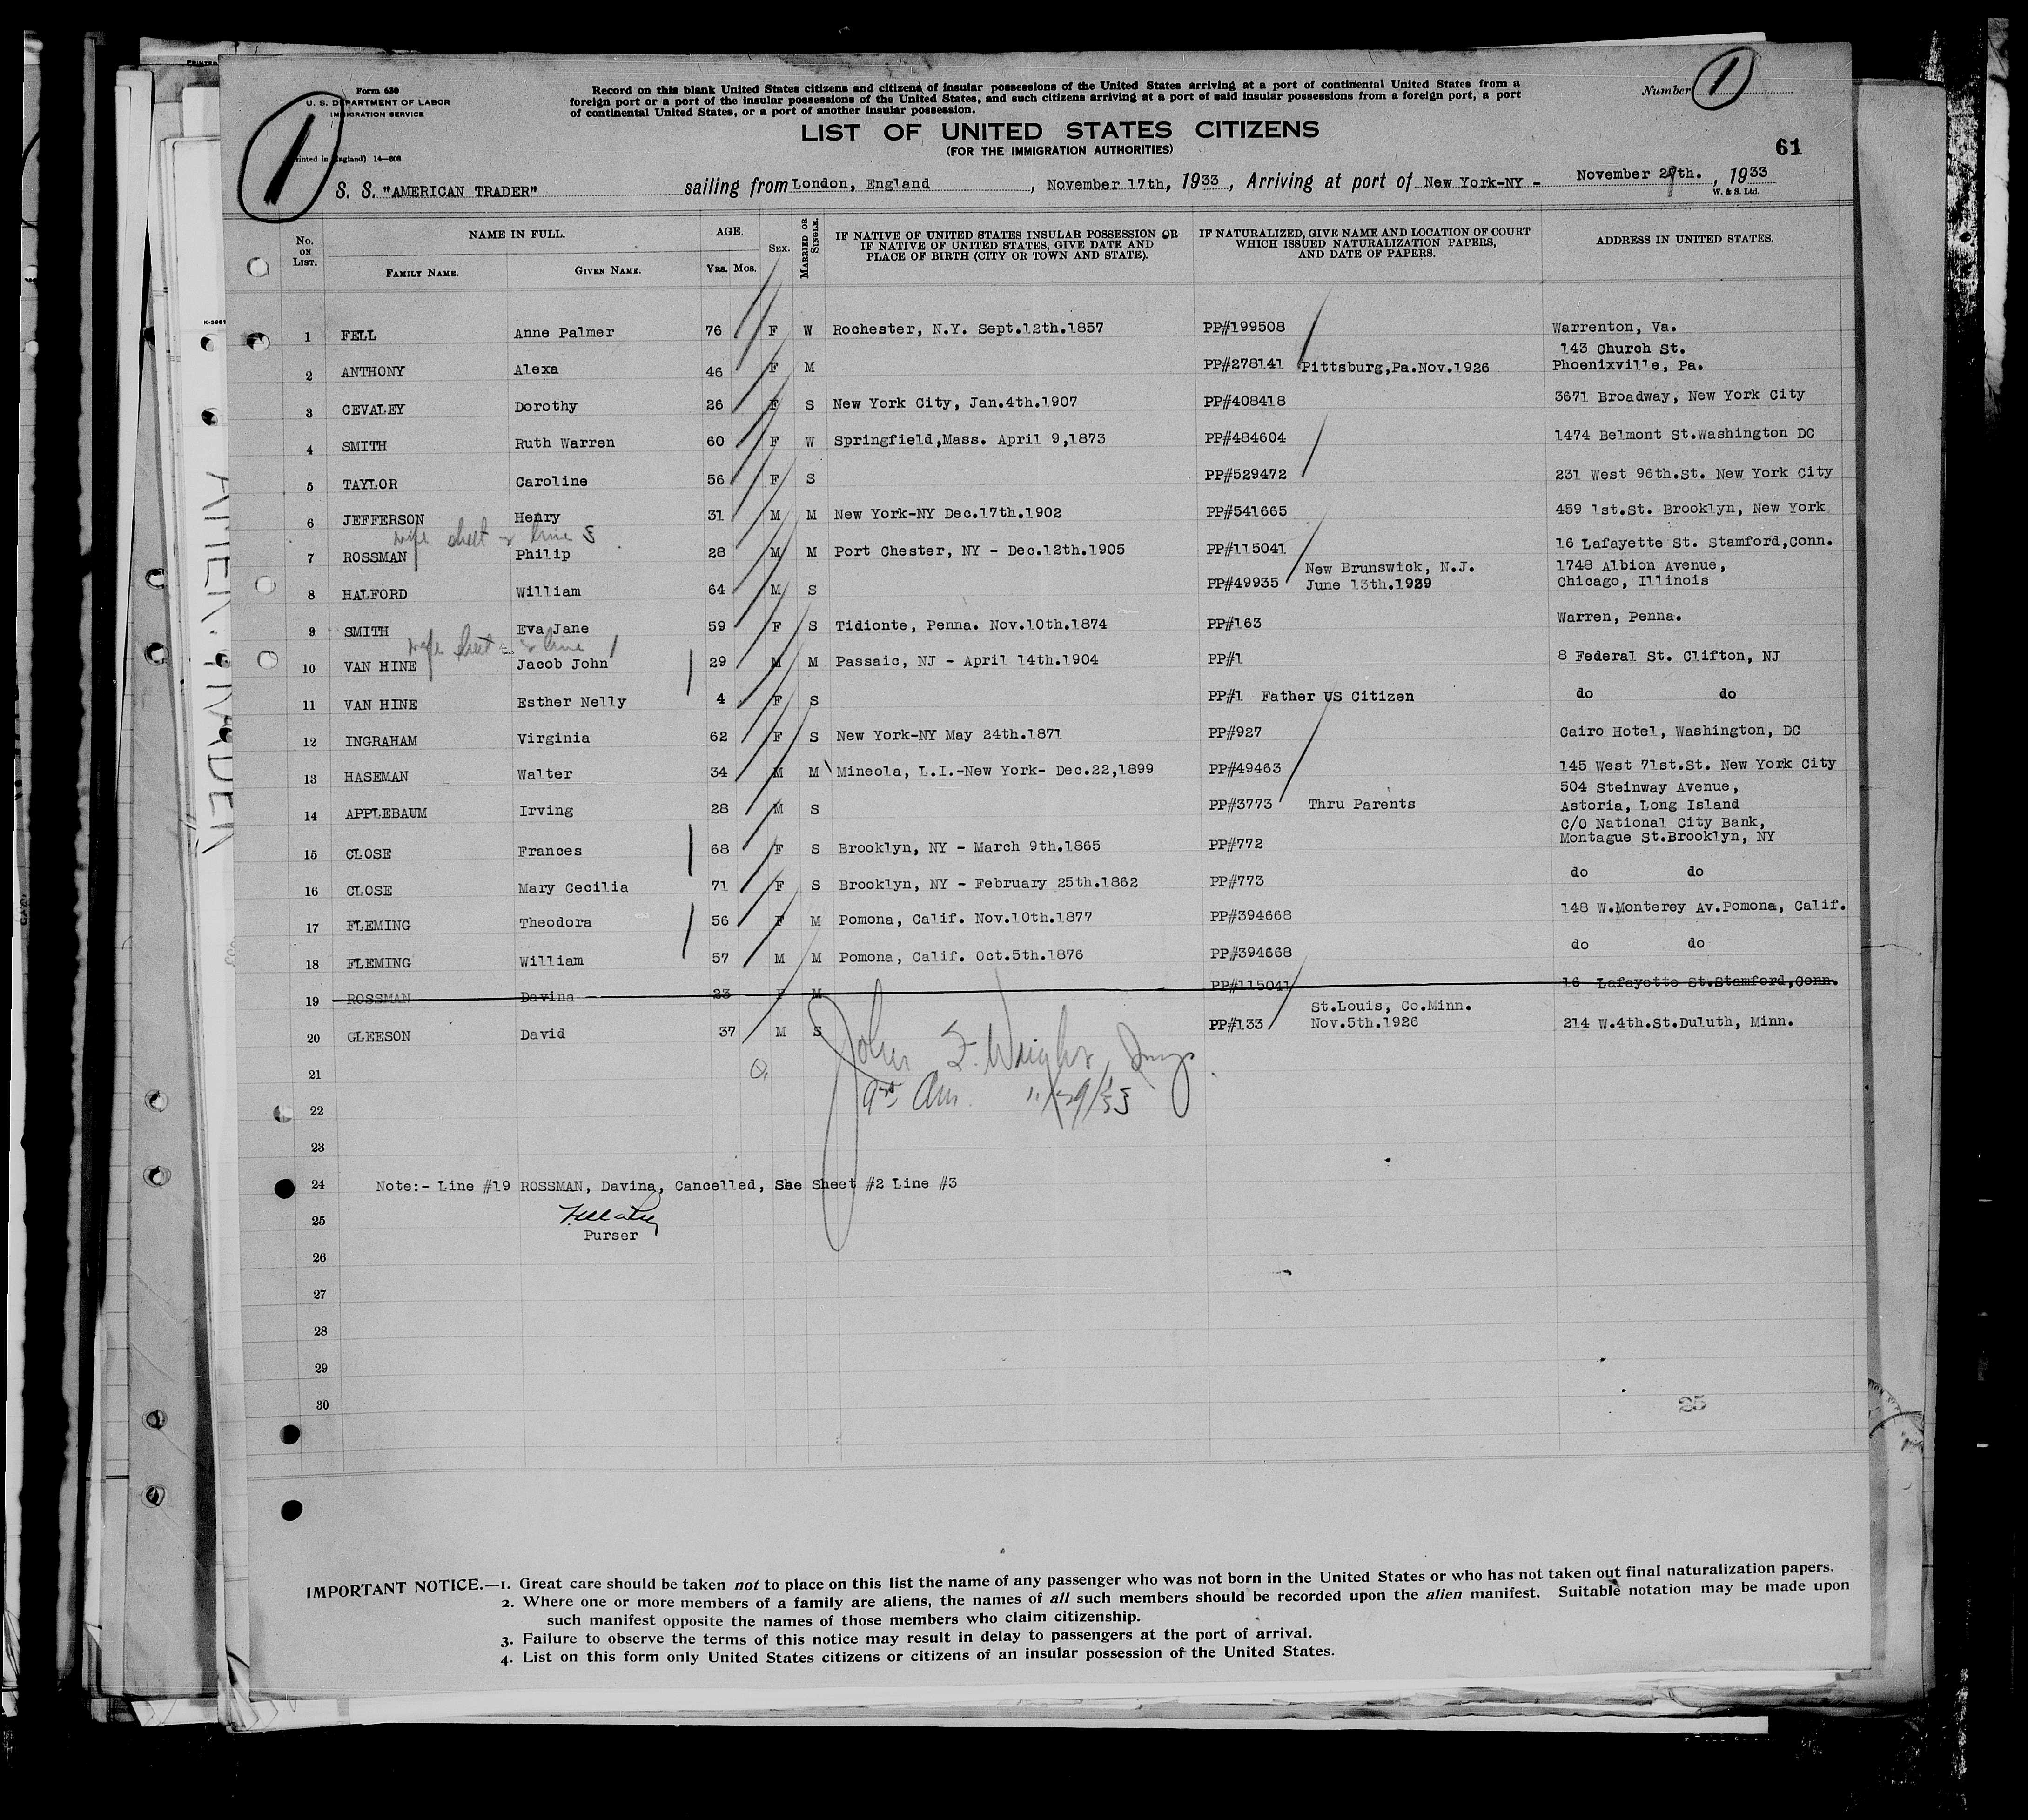 Form 630
U. S. DEPARTMENT OF LABOR
IMMIGRATION SERVICE
(Printed in England) 14—608
1
Record on this blank United States citizens and citizens of insular possessions of the United States arriving at a port of continental United States from a
foreign port or a port of the insular possessions of the United States, and such citizens arriving at a port of said insular possessions from a foreign port, a port
of continental United States, or a port of another insular possession.
Number 1
LIST OF UNITED STATES CITIZENS
(FOR THE IMMIGRATION AUTHORITIES)
61
S. S. "AMERICAN TRADER" sailing from London, England, November 17th, 1933, Arriving at port of New York-NY - November 29th., 1933
W. & S. Ltd.
No. ON LIST. NAME IN FULL. FAMILY NAME. GIVEN NAME. AGE. YRS. MOS. SEX. MARRIED OR SINGLE. IF NATIVE OF UNITED STATES INSULAR POSSESSION OR IF NATIVE OF UNITED STATES, GIVE DATE AND PLACE OF BIRTH (CITY OR TOWN AND STATE). IF NATURALIZED, GIVE NAME AND LOCATION OF COURT WHICH ISSUED NATURALIZATION PAPERS, AND DATE OF PAPERS. ADDRESS IN UNITED STATES.
1 FELL Anne Palmer 76 F W Rochester, N.Y. Sept.12th.1857 PP#199508 Warrenton, Va.
143 Church St.
2 ANTHONY Alexa 46 F M PP#278141 Pittsburg,Pa.Nov.1926 Phoenixville, Pa.
3 CEVALEY Dorothy 26 F S New York City, Jan.4th.1907 PP#408418 3671 Broadway, New York City
4 SMITH Ruth Warren 60 F W Springfield,Mass. April 9,1873 PP#484604 1474 Belmont St.Washington DC
5 TAYLOR Caroline 56 F S PP#529472 231 West 96th.St. New York City
6 JEFFERSON Henry 31 M M New York-NY Dec.17th.1902 PP#541665 459 1st.St. Brooklyn, New York
wife sheet line 3
7 ROSSMAN Philip 28 M M Port Chester, NY - Dec.12th.1905 PP#115041 16 Lafayette St. Stamford,Conn.
New Brunswick, N.J. 1748 Albion Avenue,
8 HALFORD William 64 M S PP#49935 June 13th.1929 Chicago, Illinois
9 SMITH Eva Jane 59 F S Tidionte, Penna. Nov.10th.1874 PP#163 Warren, Penna.
wife sheet line 1
10 VAN HINE Jacob John 29 M M Passaic, NJ - April 14th.1904 PP#1 8 Federal St. Clifton, NJ
11 VAN HINE Esther Nelly 4 F S PP#1 Father US Citizen do do
12 INGRAHAM Virginia 62 F S New York-NY May 24th.1871 PP#927 Cairo Hotel, Washington, DC
13 HASEMAN Walter 34 M M Mineola, L.I.-New York- Dec.22,1899 PP#49463 145 West 71st.St. New York City
504 Steinway Avenue,
14 APPLEBAUM Irving 28 M S PP#3773 Thru Parents Astoria, Long Island
C/O National City Bank,
Montague St.Brooklyn, NY
15 CLOSE Frances 68 F S Brooklyn, NY - March 9th.1865 PP#772
16 CLOSE Mary Cecilia 71 F S Brooklyn, NY - February 25th.1862 PP#773 do do
17 FLEMING Theodora 56 F M Pomona, Calif. Nov.10th.1877 PP#394668 148 W.Monterey Av.Pomona, Calif.
18 FLEMING William 57 M M Pomona, Calif. Oct.5th.1876 PP#394668 do do
19 ROSSMAN Davina 23 F M PP#115041 16 Lafayette St.Stamford,Conn.
St.Louis, Co.Minn.
20 GLEESON David 37 M S PP#133 Nov.5th.1926 214 W.4th.St.Duluth, Minn.
John F. Wright, Insp
21
11/29/33
22
23
24 Note:- Line #19 ROSSMAN, Davina, Cancelled, See Sheet #2 Line #3
25
Purser
26
27
28
29
30
25
IMPORTANT NOTICE.—1. Great care should be taken not to place on this list the name of any passenger who was not born in the United States or who has not taken out final naturalization papers.
2. Where one or more members of a family are aliens, the names of all such members should be recorded upon the alien manifest. Suitable notation may be made upon
such manifest opposite the names of those members who claim citizenship.
3. Failure to observe the terms of this notice may result in delay to passengers at the port of arrival.
4. List on this form only United States citizens or citizens of an insular possession of the United States.